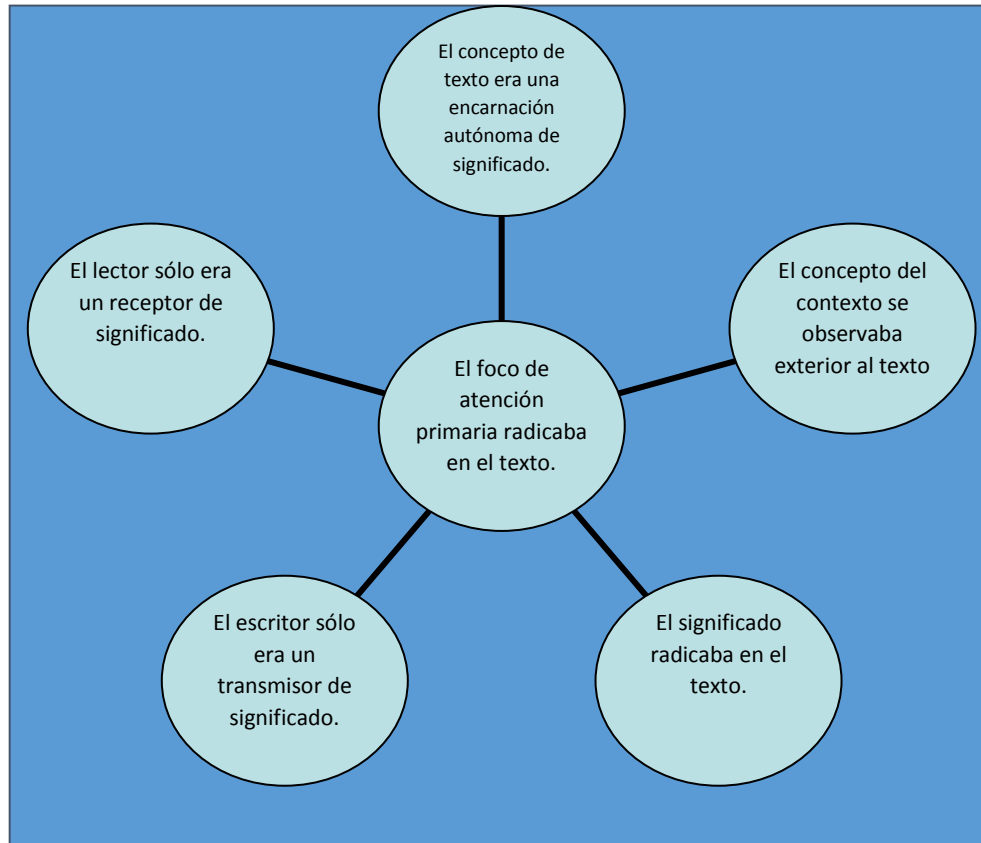 El concepto de
texto era una
encarnación
autónoma de
significado.
El lector sólo era
un receptor de
significado.
El concepto del
contexto se
observaba
exterior al texto
El foco de
atención
primaria radicaba
en el texto.
El escritor sólo
era un
transmisor de
significado.
El significado
radicaba en el
texto.